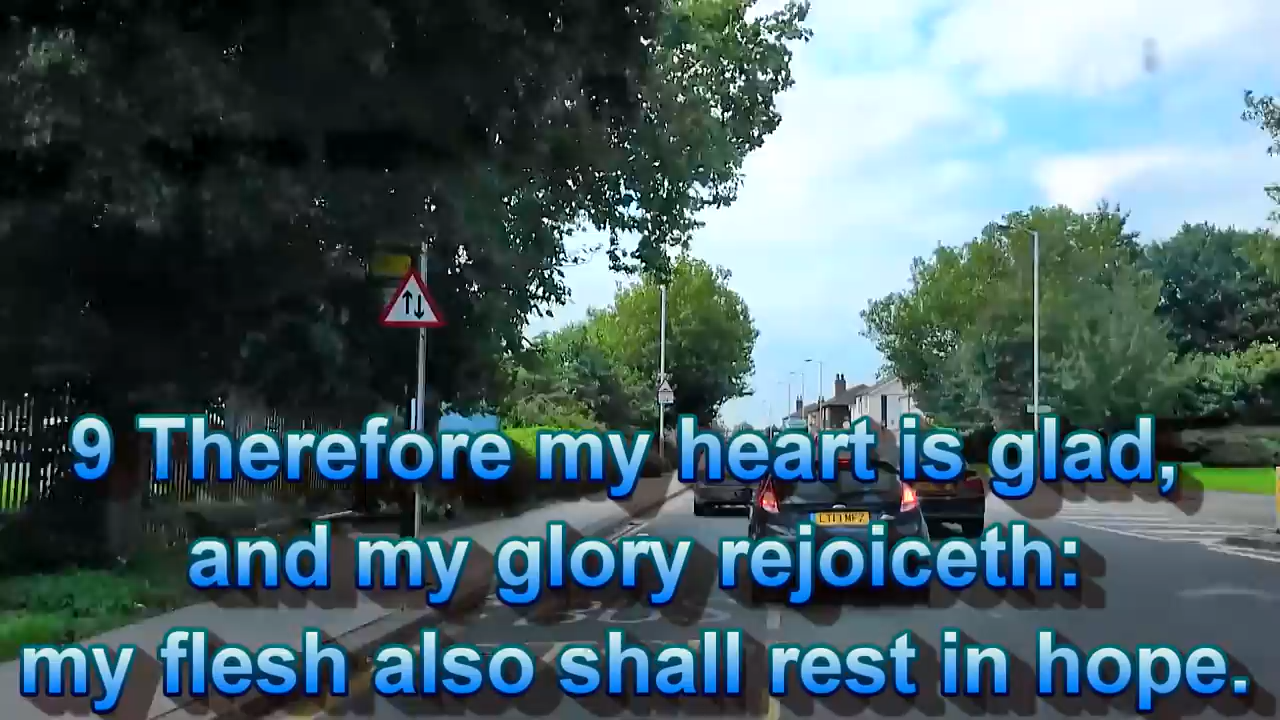 9 Therefore my heart is glad,
and my glory rejoiceth:
my flesh also shall rest in hope.